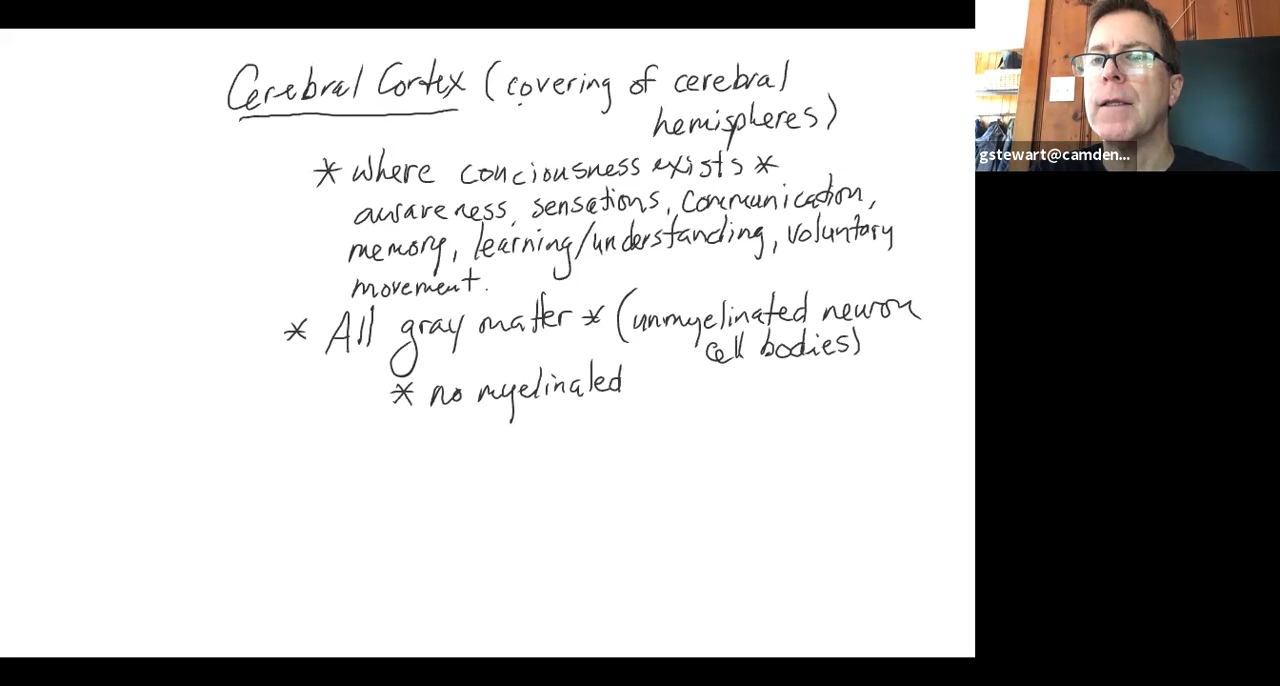 Cerebral Cortex (covering of cerebral
hemispheres)
* where conciousness exists *
awareness, sensations, communication,
memory, learning/understanding, voluntary
movement.
* All gray matter * (unmyelinated neuron
cell bodies)
* no myelinated
gstewart@camden...